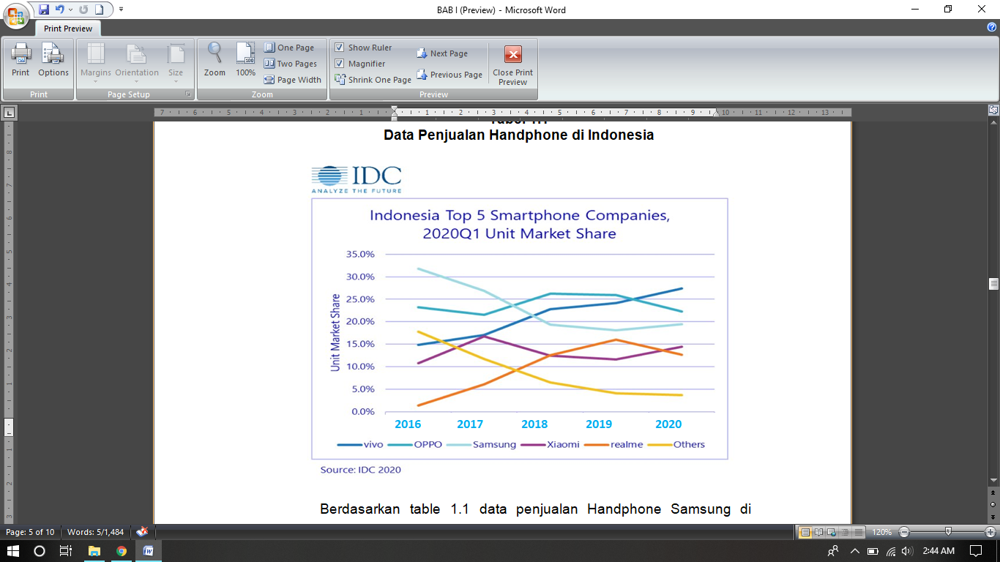 BAB I (Preview) - Microsoft Word
Print Preview
Print
Options
Margins
Orientation
Size
Zoom
100%
One Page
Two Pages
Page Width
Show Ruler
Magnifier
Shrink One Page
Next Page
Previous Page
Close Print
Preview
Print
Page Setup
Zoom
Preview
7 6 5 4 3 2 1 1 2 3 4 5 6 7 8 9 10 11 12 13
Data Penjualan Handphone di Indonesia
IDC
ANALYZE THE FUTURE
Indonesia Top 5 Smartphone Companies,
2020Q1 Unit Market Share
Unit Market Share
35.0%
30.0%
25.0%
20.0%
15.0%
10.0%
5.0%
0.0%
2016 2017 2018 2019 2020
vivo OPPO Samsung Xiaomi realme Others
Source: IDC 2020
Berdasarkan table 1.1 data penjualan Handphone Samsung di
Page: 5 of 10 Words: 5/1,484 120%
2:44 AM